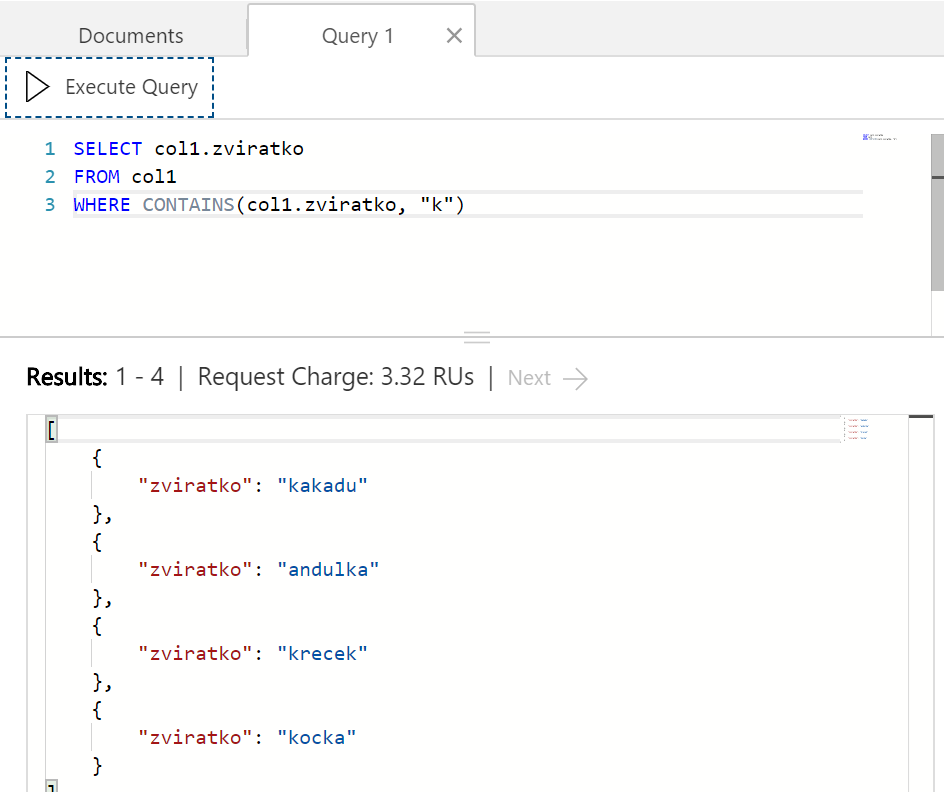 Documents
Query 1
Execute Query
1 SELECT col1.zviratko
2 FROM col1
3 WHERE CONTAINS(col1.zviratko, "k")
Results: 1 - 4 | Request Charge: 3.32 RUs | Next
[
{
"zviratko": "kakadu"
},
{
"zviratko": "andulka"
},
{
"zviratko": "krecek"
},
{
"zviratko": "kocka"
}
]